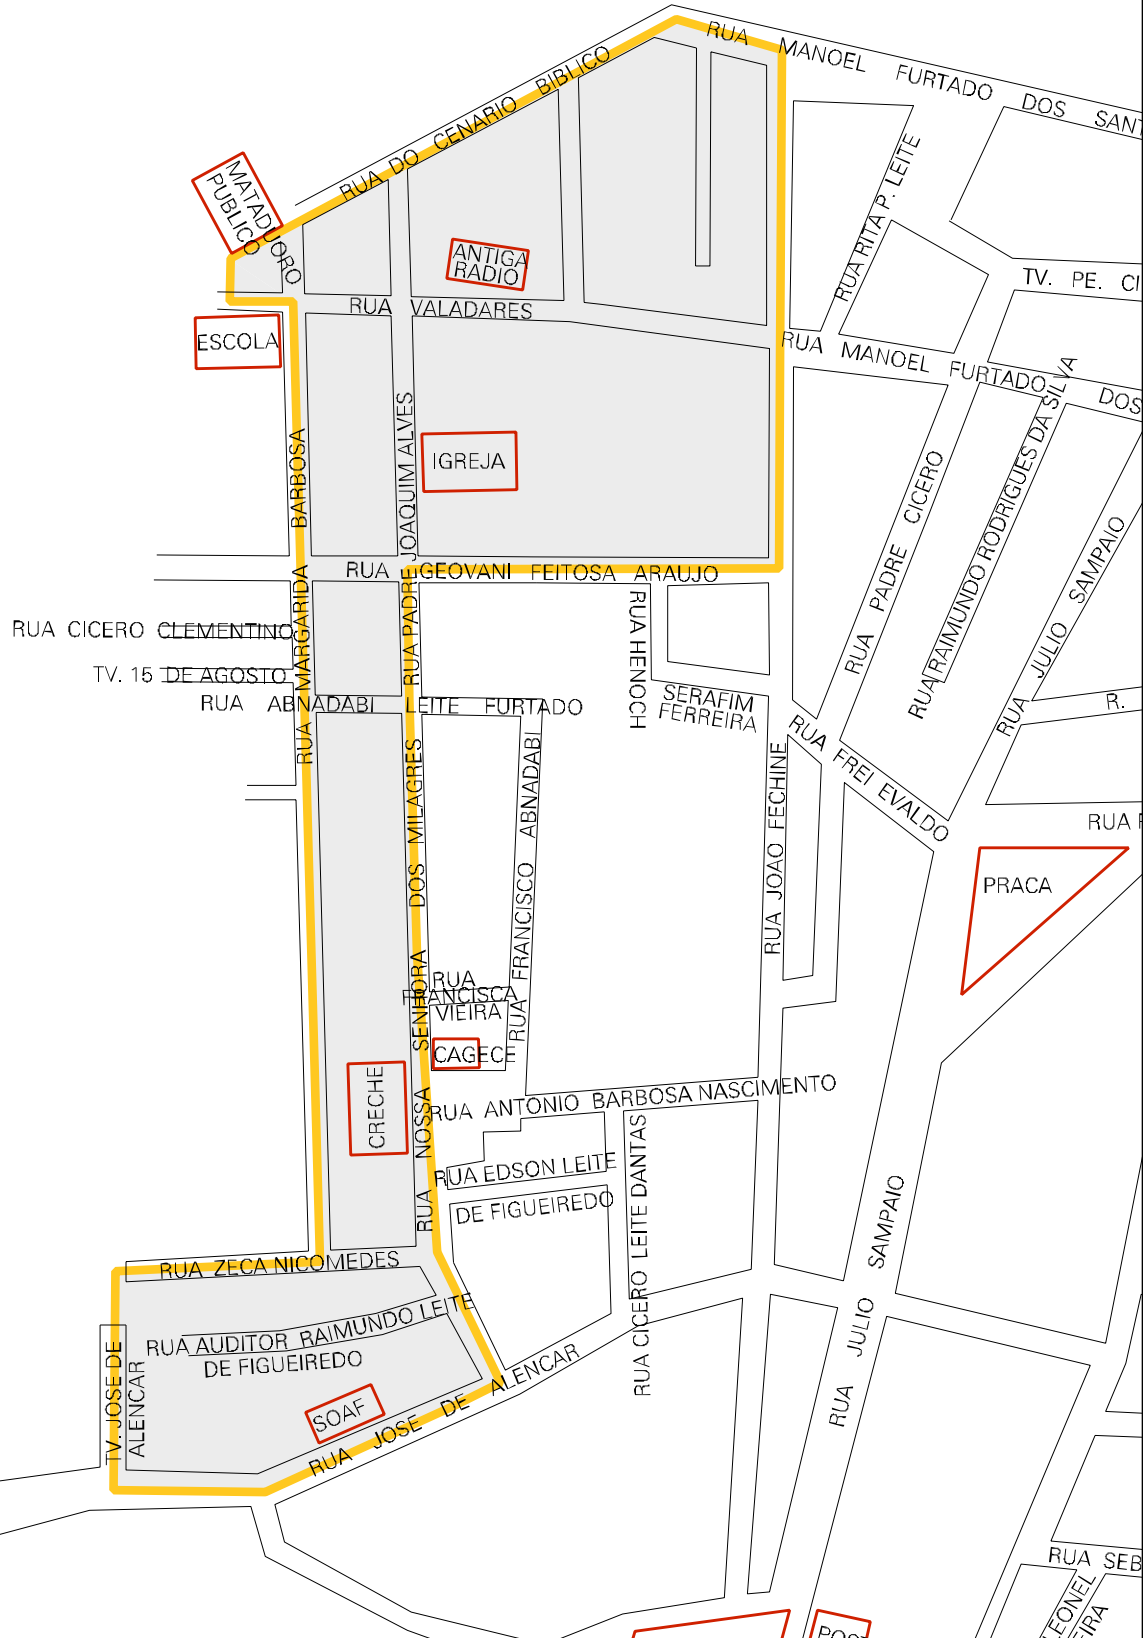 RUA MANOEL FURTADO DOS SANT
RUA DO CENARIO BIBLICO
MATADUORO
PUBLICO
ANTIGA
RADIO
RUA RITA P. LEITE
TV. PE. CI
RUA VALADARES
ESCOLA
RUA MANOEL FURTADO DOS
IGREJA
RUA MARGARIDA BARBOSA
RUA PADRE JOAQUIM ALVES
RUA PADRE CICERO
RUA RAIMUNDO RODRIGUES DA SILVA
RUA JULIO SAMPAIO
RUA GEOVANI FEITOSA ARAUJO
RUA CICERO CLEMENTINO
TV. 15 DE AGOSTO
RUA ABNADABI LEITE FURTADO
RUA HENOCH
SERAFIM
FERREIRA
R.
RUA FREI EVALDO
RUA JOAO FECHINE
RUA FRANCISCO ABNADABI
RUA NOSSA SENHORA DOS MILAGRES
PRACA
RUA
RUA
FRANCISCA
VIEIRA
CAGECE
CRECHE
RUA ANTONIO BARBOSA NASCIMENTO
RUA EDSON LEITE
DE FIGUEIREDO
RUA CICERO LEITE DANTAS
RUA JULIO SAMPAIO
RUA ZECA NICOMEDES
RUA AUDITOR RAIMUNDO LEITE
DE FIGUEIREDO
TV. JOSE DE
ALENCAR
SOAF
RUA JOSE DE ALENCAR
RUA SEB
LEONEL
EIRA